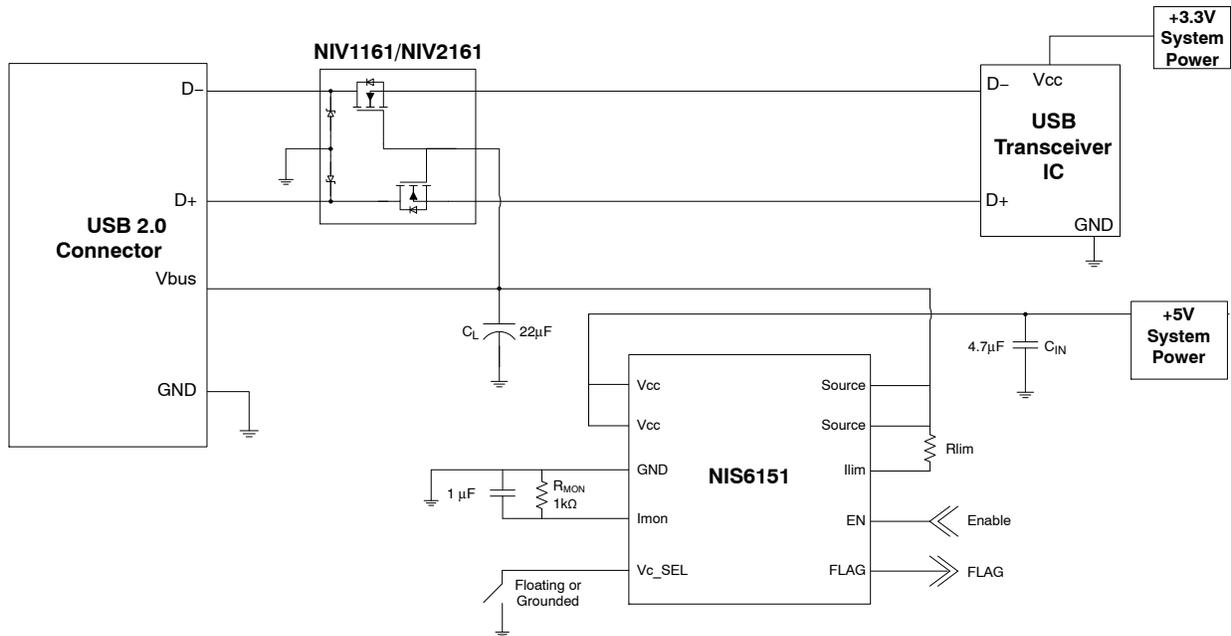 +3.3V
System
Power
NIV1161/NIV2161
D−
D−
Vcc
USB
Transceiver
IC
D+
D+
GND
USB 2.0
Connector
Vbus
+5V
System
Power
CL 22μF
4.7μF CIN
GND
Vcc
Source
Vcc
Source
Rlim
GND
NIS6151
Ilim
1 μF
RMON
1kΩ
Imon
EN
Enable
Vc_SEL
FLAG
FLAG
Floating or
Grounded